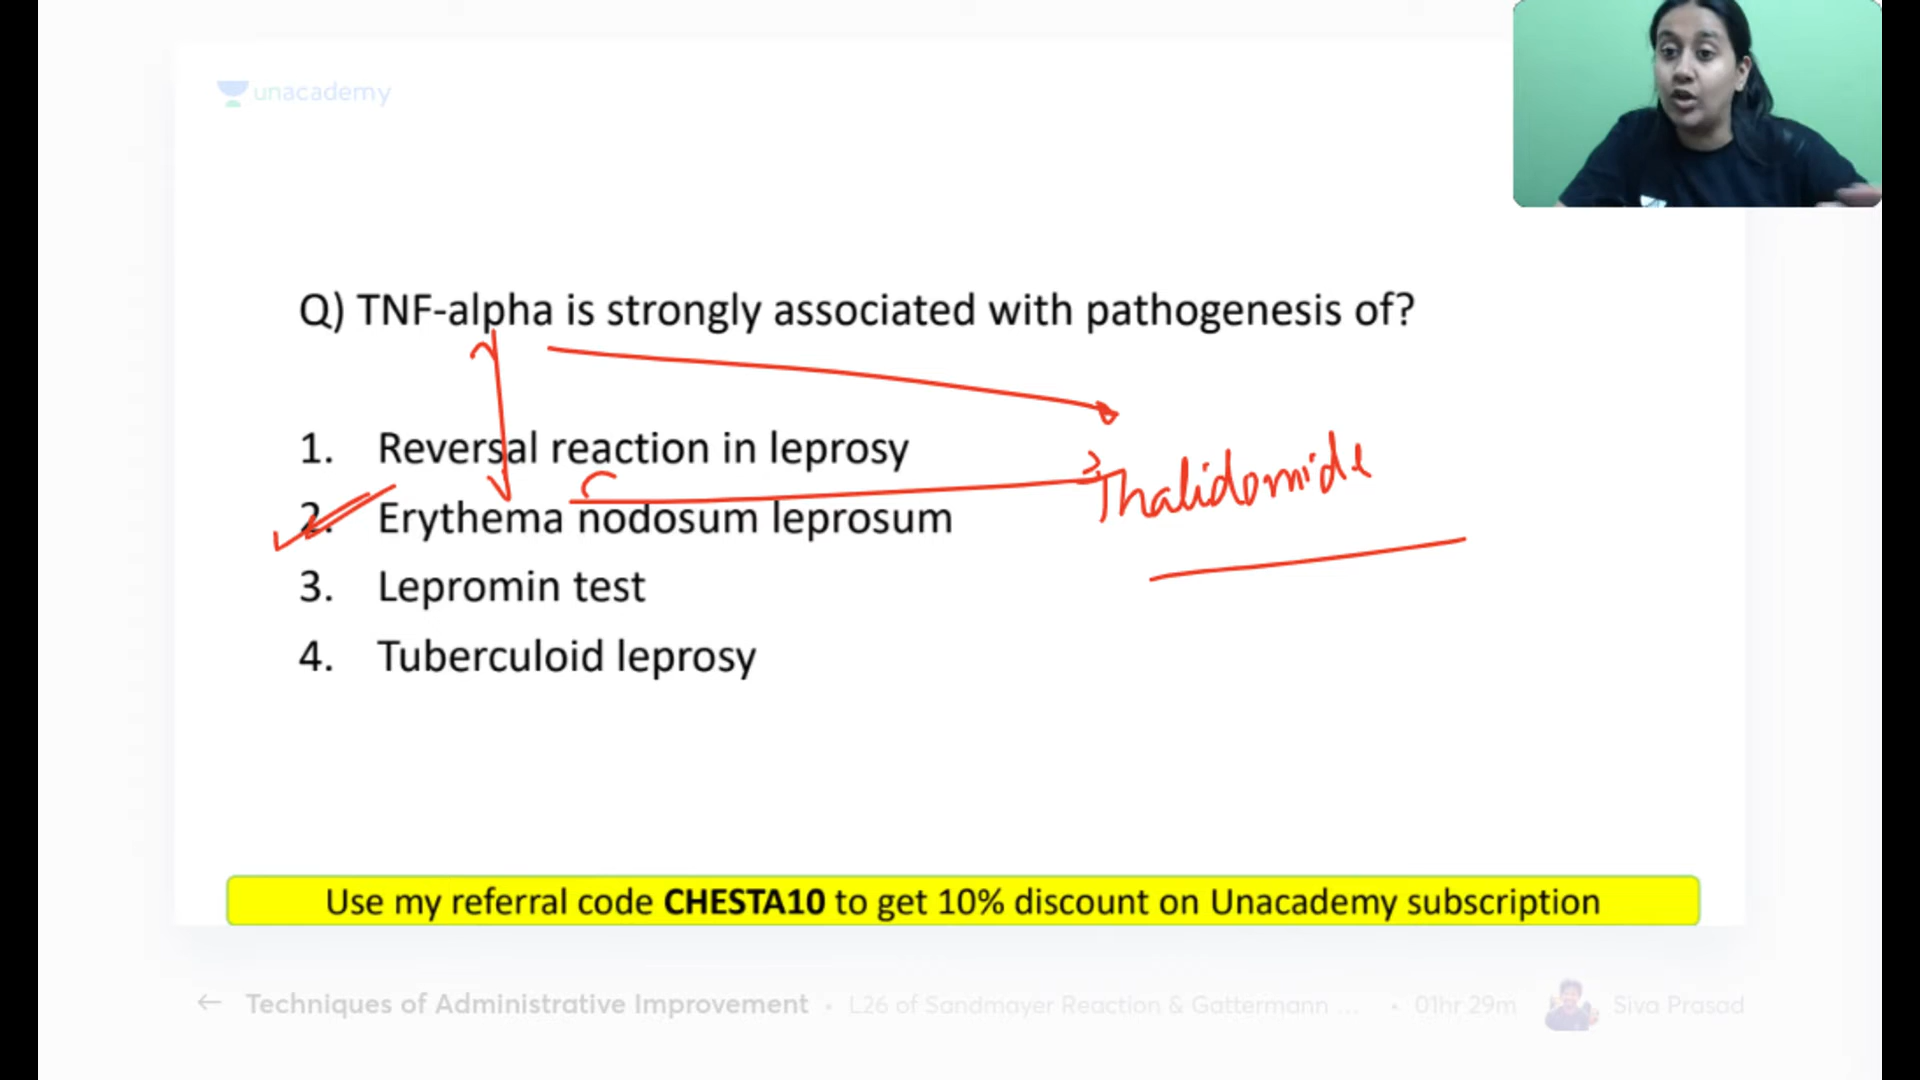 unacademy
Q) TNF-alpha is strongly associated with pathogenesis of?
1. Reversal reaction in leprosy
Thalidomide
2. Erythema nodosum leprosum
3. Lepromin test
4. Tuberculoid leprosy
Use my referral code CHESTA10 to get 10% discount on Unacademy subscription
← Techniques of Administrative Improvement • L26 of Sandmayer Reaction & Gattermann ... • 01hr 29m Siva Prasad